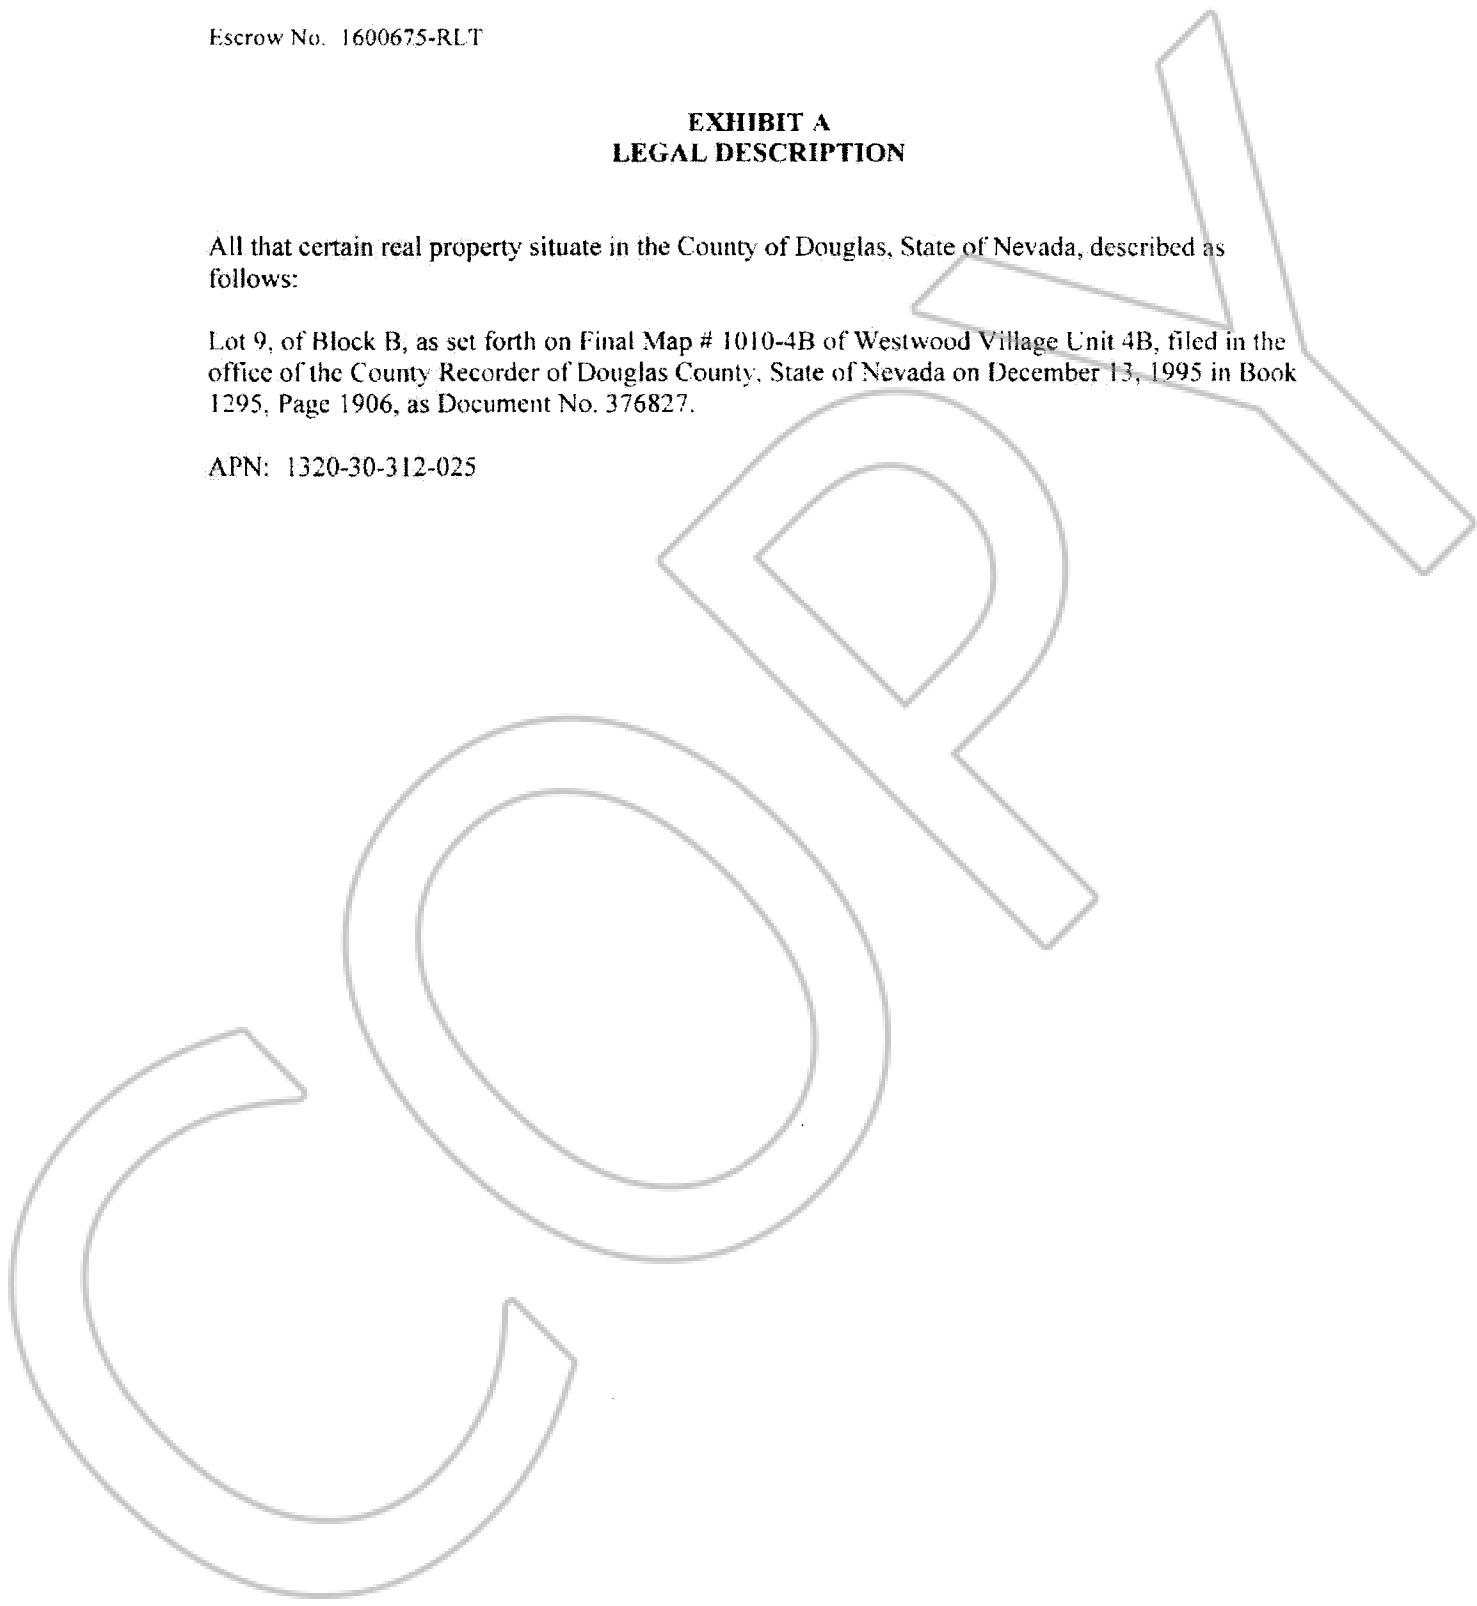 Escrow No. 1600675-RLT
EXHIBIT A
LEGAL DESCRIPTION
All that certain real property situate in the County of Douglas, State of Nevada, described as
follows:
Lot 9, of Block B, as set forth on Final Map # 1010-4B of Westwood Village Unit 4B, filed in the
office of the County Recorder of Douglas County, State of Nevada on December 13, 1995 in Book
1295, Page 1906, as Document No. 376827.
APN: 1320-30-312-025
COPY